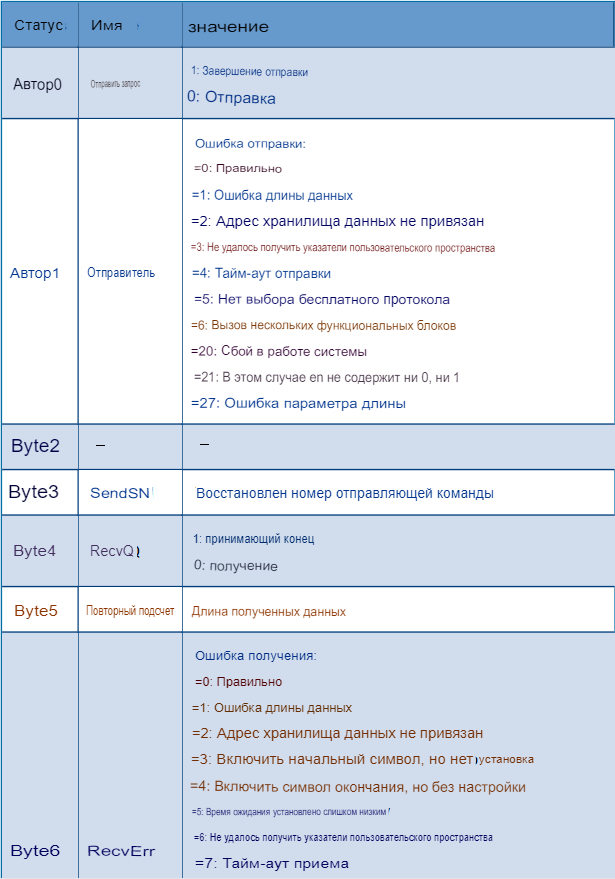 Статус Имя значение
Автор0 Отправить запрос 1: Завершение отправки
0: Отправка
Автор1 Отправитель Ошибка отправки:
=0: Правильно
=1: Ошибка длины данных
=2: Адрес хранилища данных не привязан
=3: Не удалось получить указатели пользовательского пространства
=4: Тайм-аут отправки
=5: Нет выбора бесплатного протокола
=6: Вызов нескольких функциональных блоков
=20: Сбой в работе системы
=21: В этом случае en не содержит ни 0, ни 1
=27: Ошибка параметра длины
Byte2 – –
Byte3 SendSN Восстановлен номер отправляющей команды
Byte4 RecvQ 1: принимающий конец
0: получение
Byte5 Повторный подсчет Длина полученных данных
Byte6 RecvErr Ошибка получения:
=0: Правильно
=1: Ошибка длины данных
=2: Адрес хранилища данных не привязан
=3: Включить начальный символ, но нет установка
=4: Включить символ окончания, но без настройки
=5: Время ожидания установлено слишком низким
=6: Не удалось получить указатели пользовательского пространства
=7: Тайм-аут приема